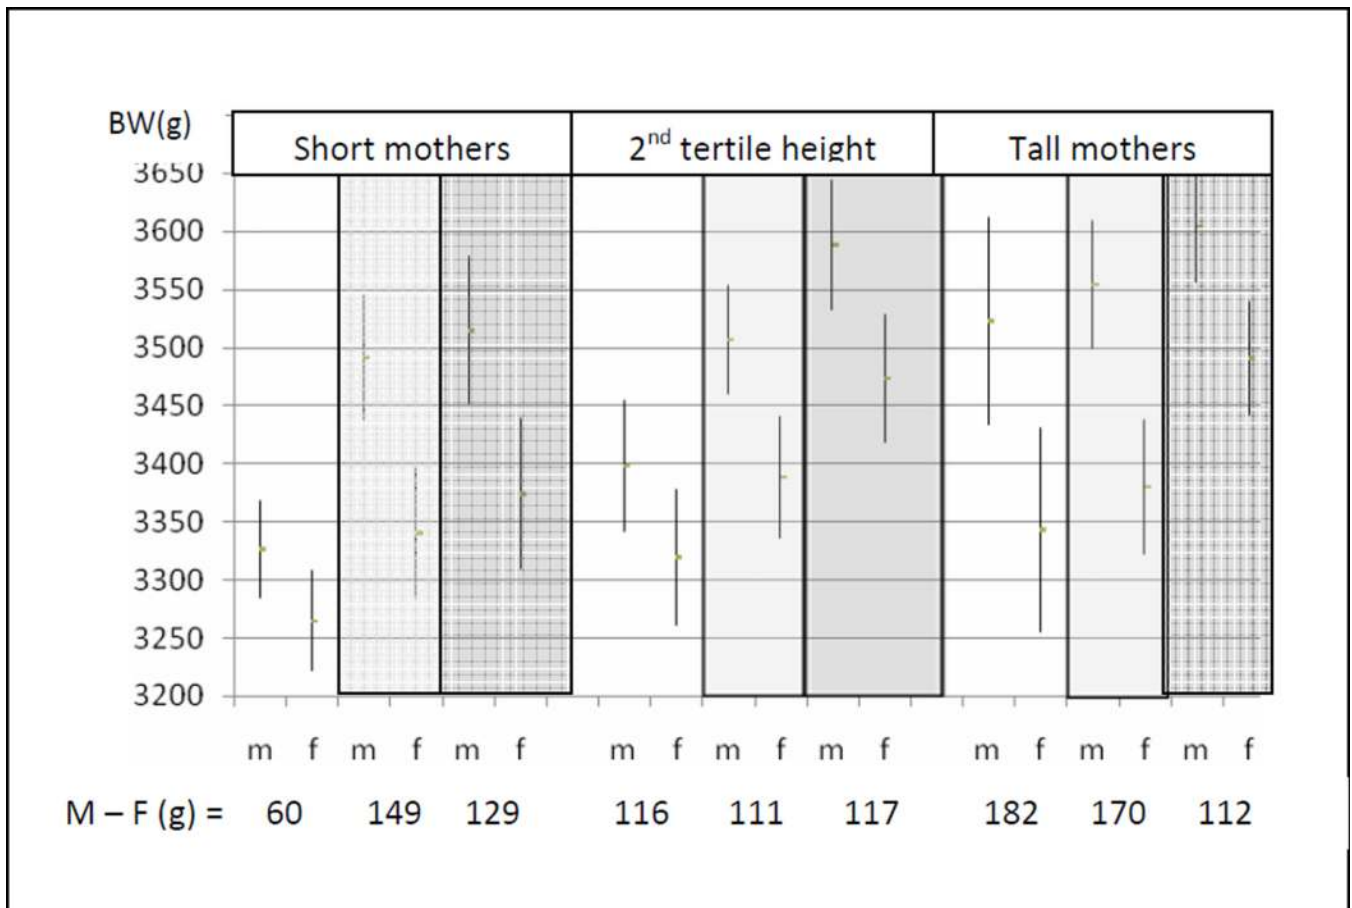 BW(g)
Short mothers 2nd tertile height Tall mothers
3650
3600
3550
3500
3450
3400
3350
3300
3250
3200
m f m f m f m f m f m f m f m f m f
M – F (g) = 60 149 129 116 111 117 182 170 112